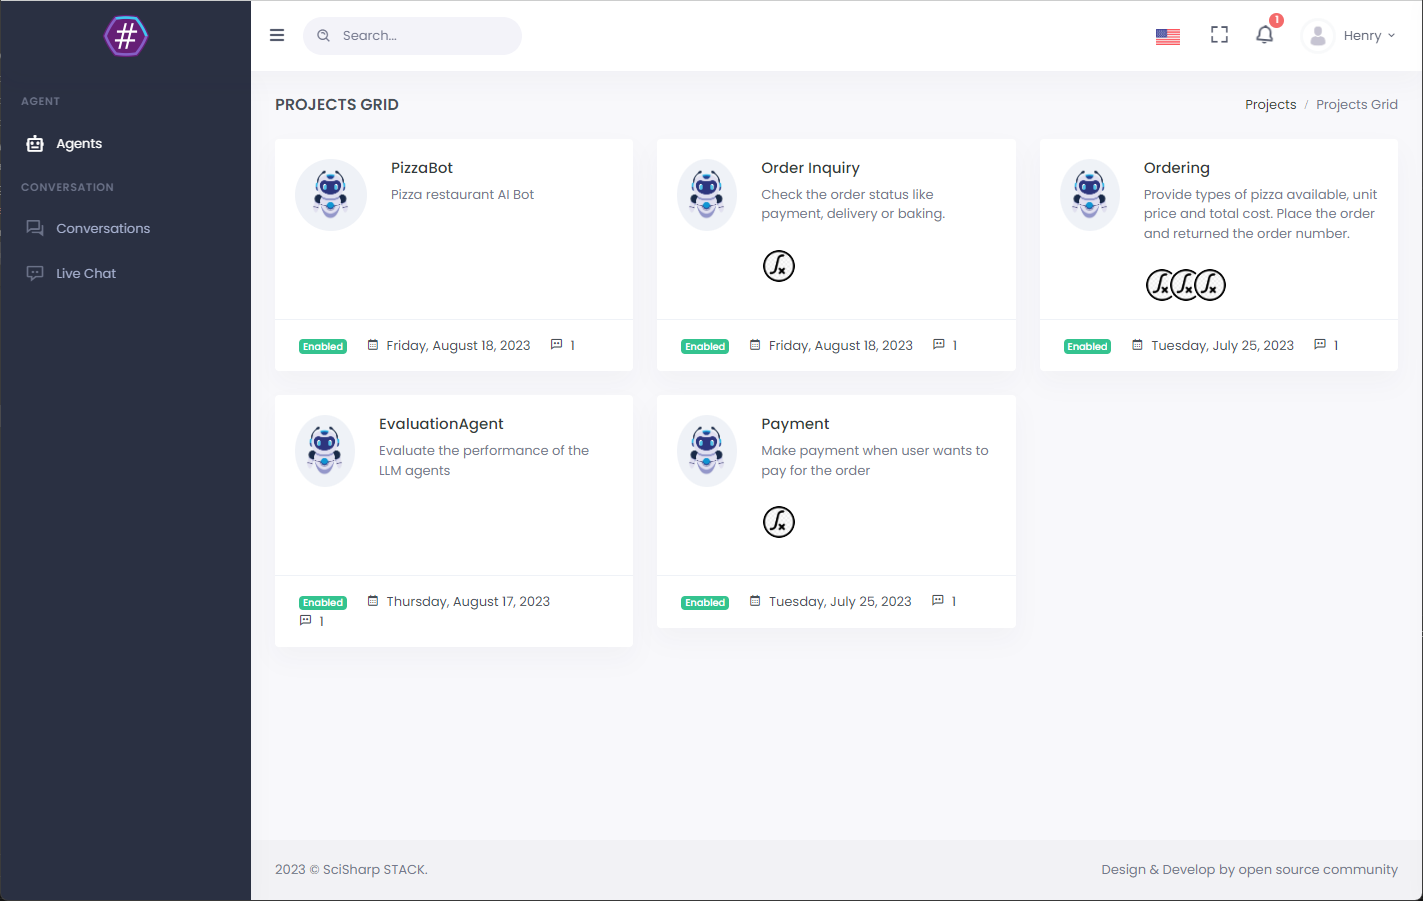 #
AGENT
Agents
CONVERSATION
Conversations
Live Chat
Search...
1
Henry
PROJECTS GRID
Projects / Projects Grid
PizzaBot
Pizza restaurant AI Bot
Enabled
Friday, August 18, 2023
1
Order Inquiry
Check the order status like
payment, delivery or baking.
Enabled
Friday, August 18, 2023
1
Ordering
Provide types of pizza available, unit
price and total cost. Place the order
and returned the order number.
Enabled
Tuesday, July 25, 2023
1
EvaluationAgent
Evaluate the performance of the
LLM agents
Enabled
Thursday, August 17, 2023
1
Payment
Make payment when user wants to
pay for the order
Enabled
Tuesday, July 25, 2023
1
2023 © SciSharp STACK.
Design & Develop by open source community